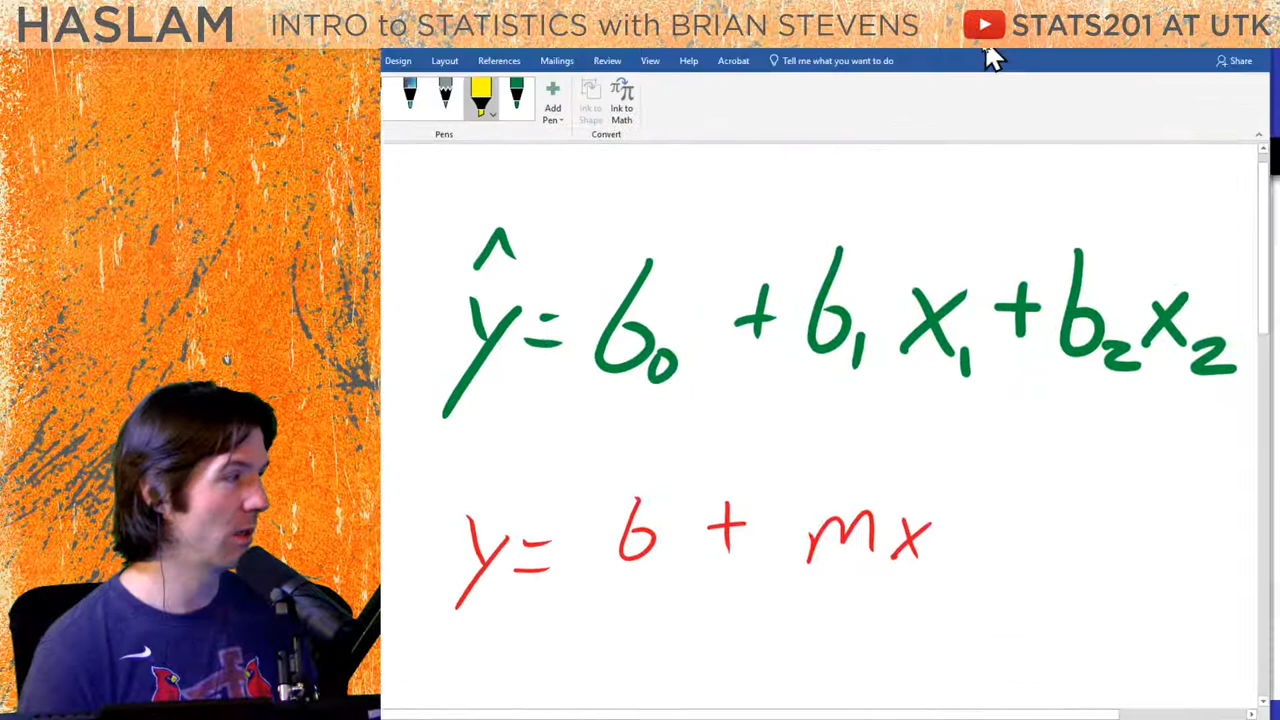 HASLAM INTRO to STATISTICS with BRIAN STEVENS STATS201 AT UTK
Design Layout References Mailings Review View Help Acrobat Tell me what you want to do Share
Add Pen Ink to Shape Ink to Math
Pens Convert
ŷ = b₀ + b₁x₁ + b₂x₂
y = b + mx